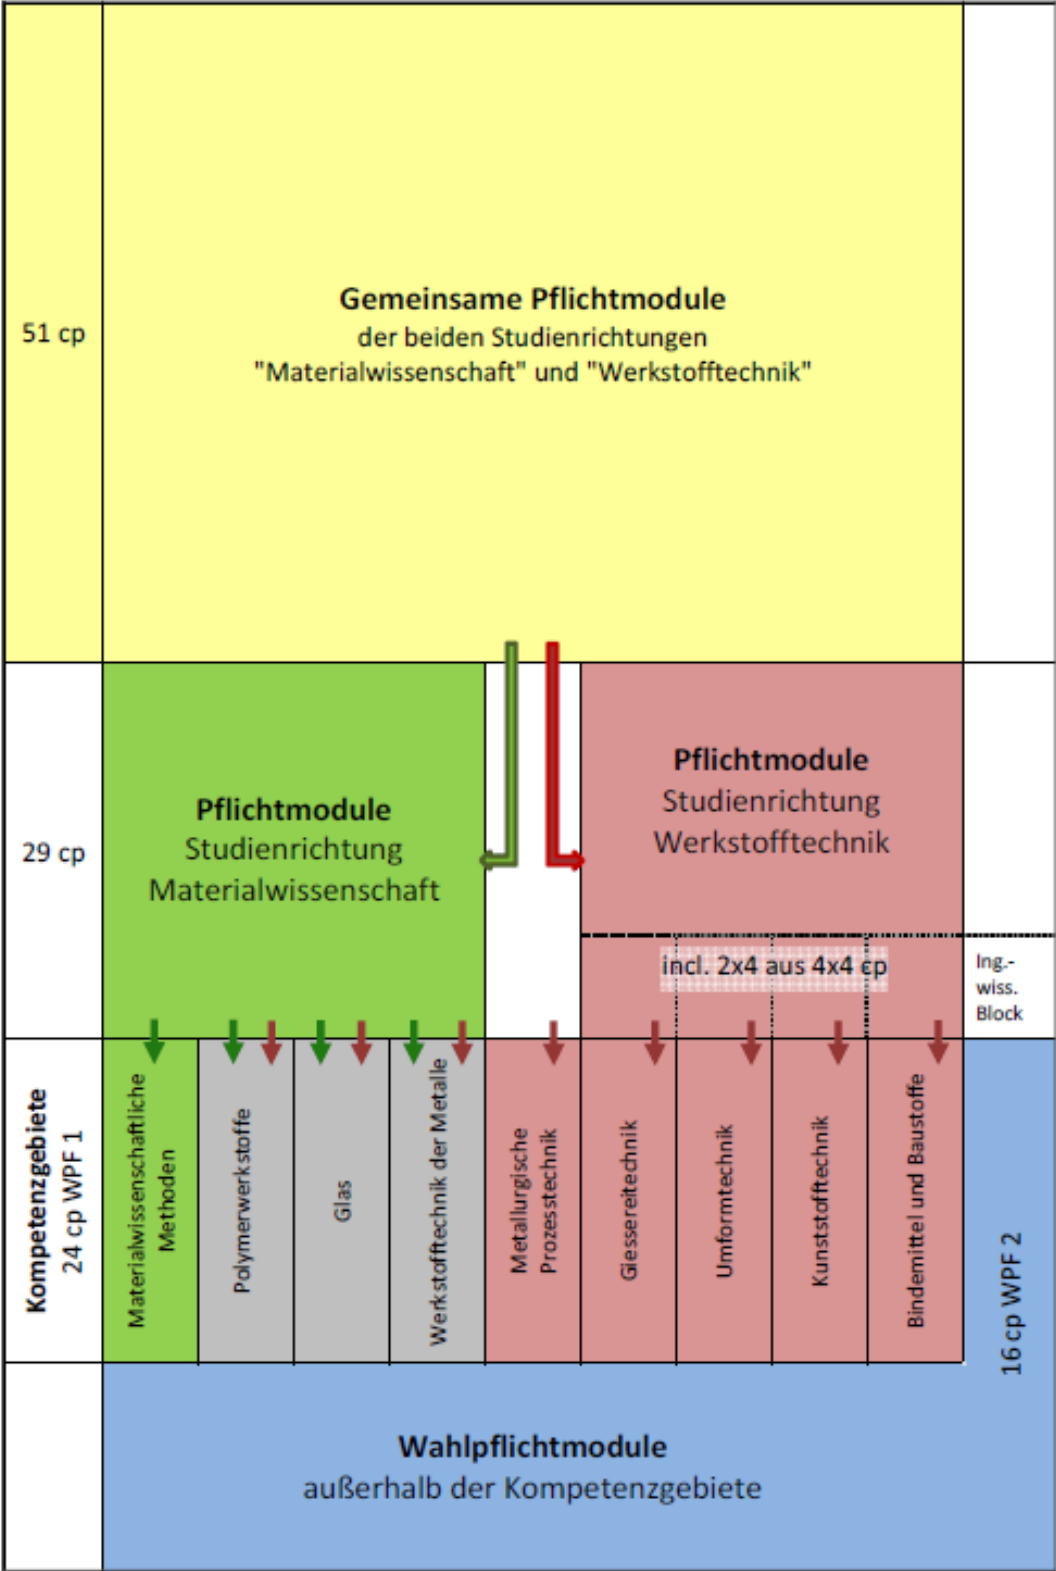 51 cp
Gemeinsame Pflichtmodule
der beiden Studienrichtungen
"Materialwissenschaft" und "Werkstofftechnik"
29 cp
Pflichtmodule
Studienrichtung
Materialwissenschaft
Pflichtmodule
Studienrichtung
Werkstofftechnik
incl. 2x4 aus 4x4 cp
Ing.-
wiss.
Block
Kompetenzgebiete
24 cp WPF 1
Materialwissenschaftliche
Methoden
Polymerwerkstoffe
Glas
Werkstofftechnik der Metalle
Metallurgische
Prozesstechnik
Giessereitechnik
Umformtechnik
Kunststofftechnik
Bindemittel und Baustoffe
16 cp WPF 2
Wahlpflichtmodule
außerhalb der Kompetenzgebiete